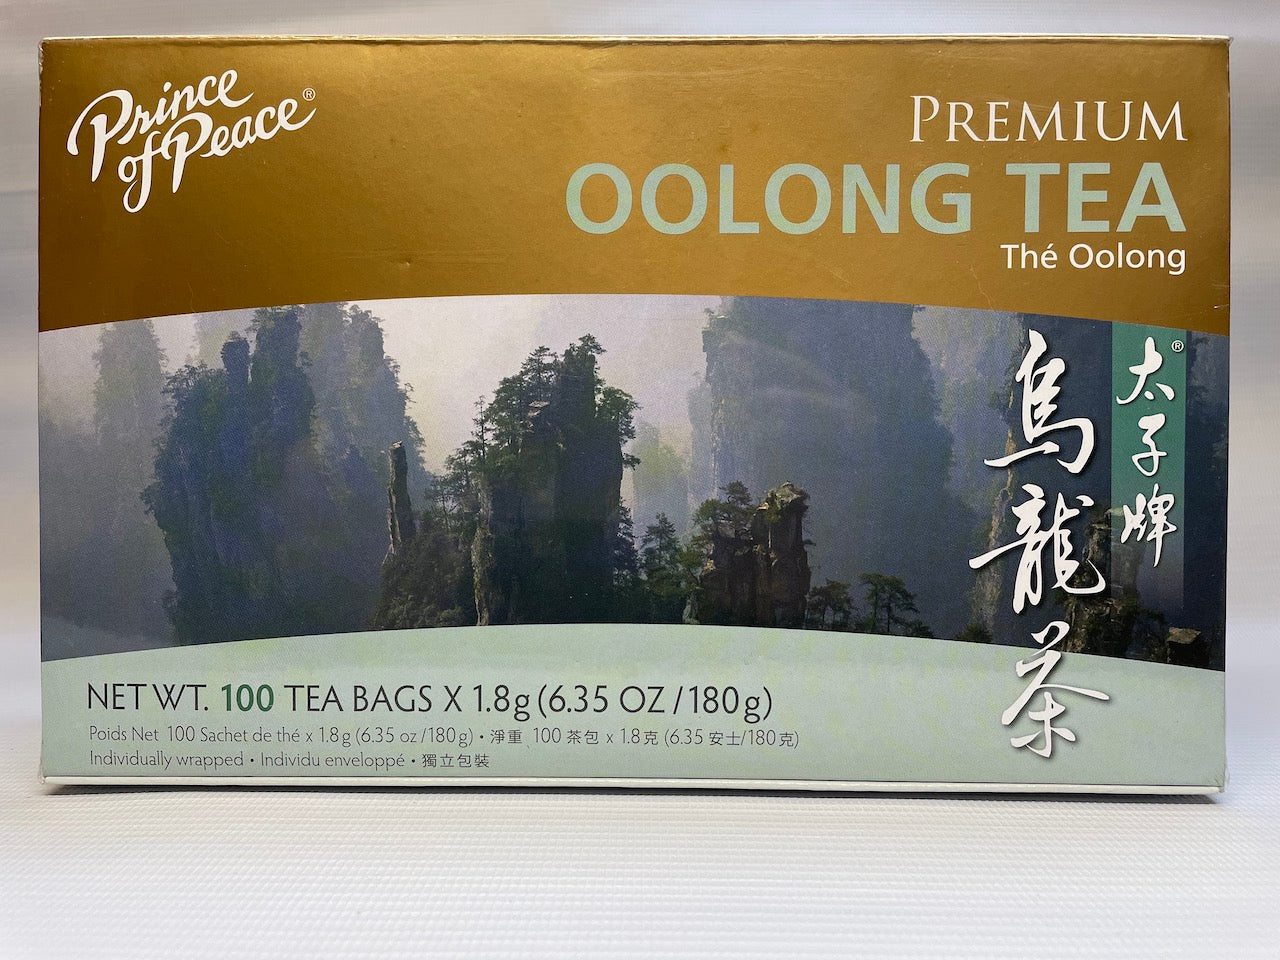 Prince
of Peace®
PREMIUM
OOLONG TEA
Thé Oolong
太子牌®
烏龍茶
NET WT. 100 TEA BAGS X 1.8g (6.35 OZ /180g)
Poids Net 100 Sachet de thé x 1.8g (6.35 oz /180g) • 淨重 100 茶包 x 1.8克 (6.35 安士/180克)
Individually wrapped • Individu enveloppé • 獨立包裝